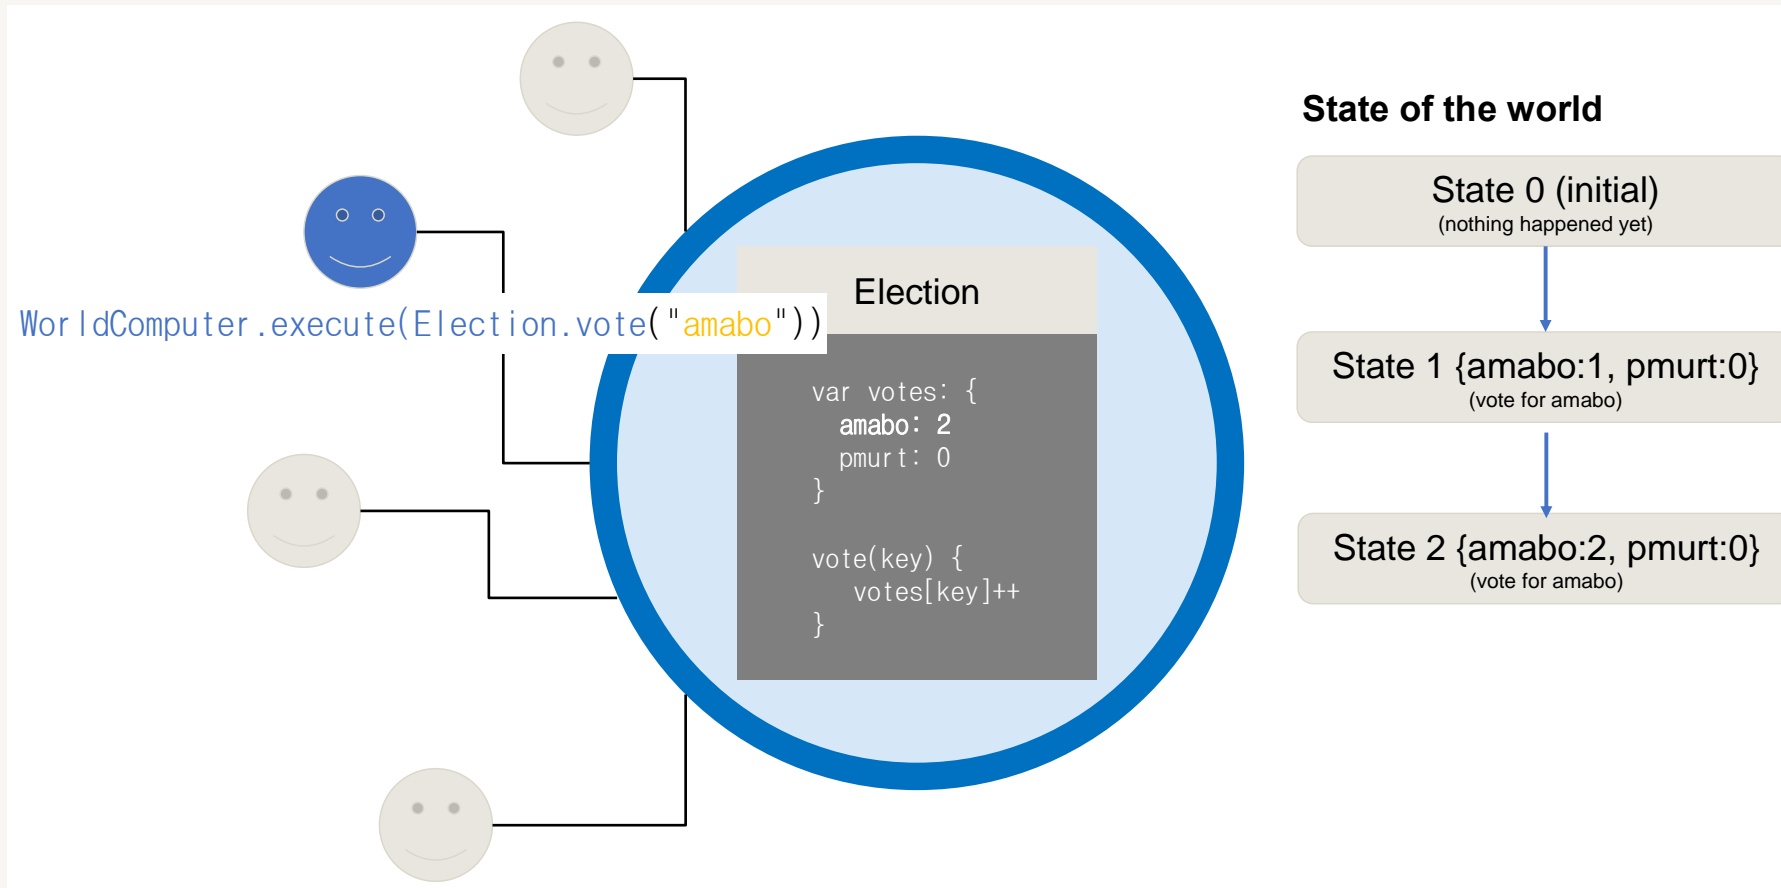 State of the world
State 0 (initial)
(nothing happened yet)
Election
WorldComputer.execute(Election.vote("amabo"))
State 1 {amabo:1, pmurt:0}
(vote for amabo)
var votes: {
amabo: 2
pmurt: 0
}
State 2 {amabo:2, pmurt:0}
(vote for amabo)
vote(key) {
votes[key]++
}